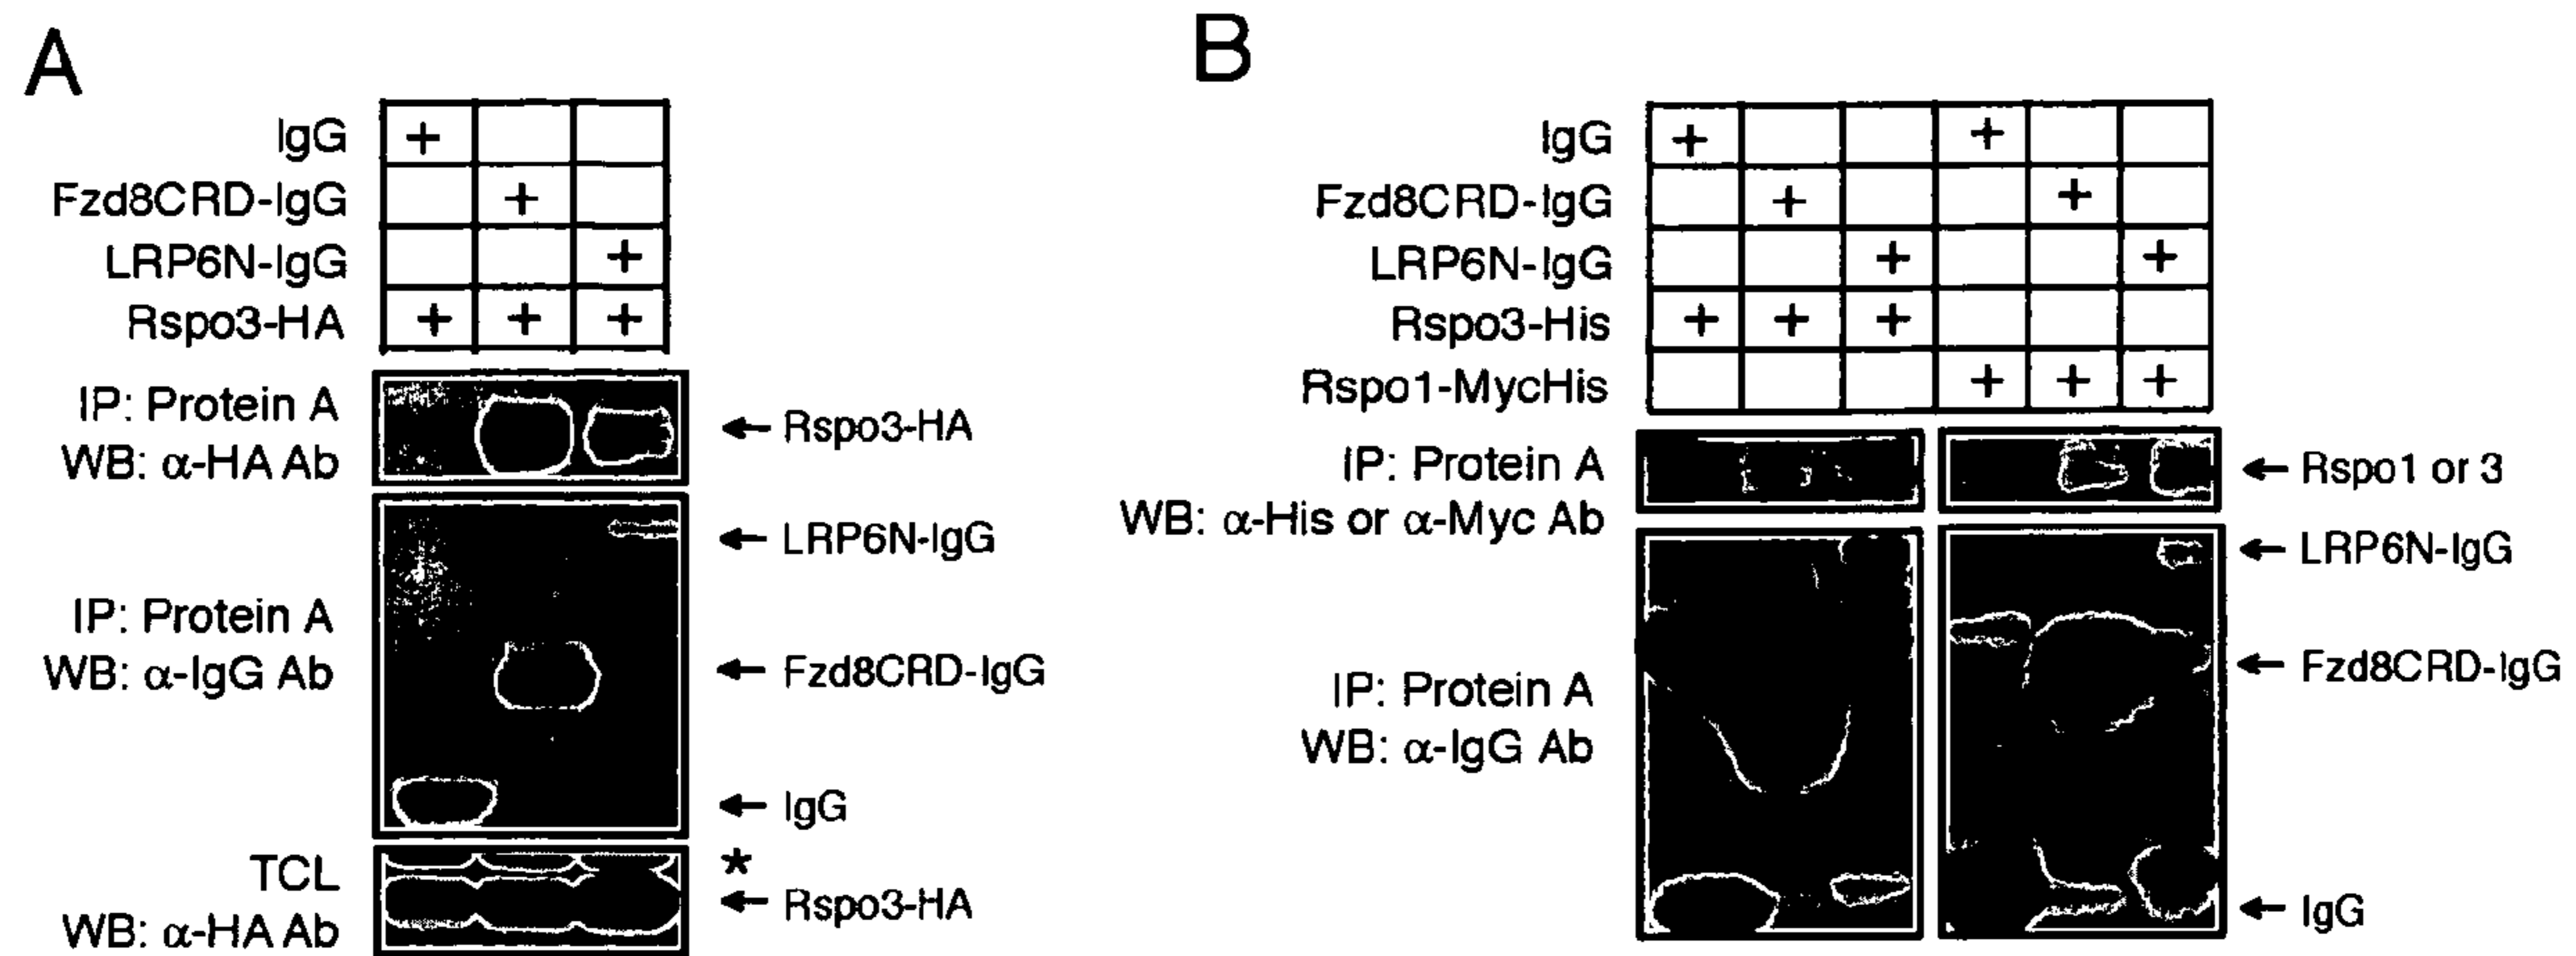 A
IgG +
Fzd8CRD-IgG +
LRP6N-IgG +
Rspo3-HA + + +
IP: Protein A
WB: α-HA Ab
← Rspo3-HA
← LRP6N-IgG
IP: Protein A
WB: α-IgG Ab
← Fzd8CRD-IgG
← IgG
TCL
WB: α-HA Ab
*
← Rspo3-HA
B
IgG + +
Fzd8CRD-IgG + +
LRP6N-IgG + +
Rspo3-His + + +
Rspo1-MycHis + + +
IP: Protein A
WB: α-His or α-Myc Ab
← Rspo1 or 3
← LRP6N-IgG
IP: Protein A
WB: α-IgG Ab
← Fzd8CRD-IgG
← IgG